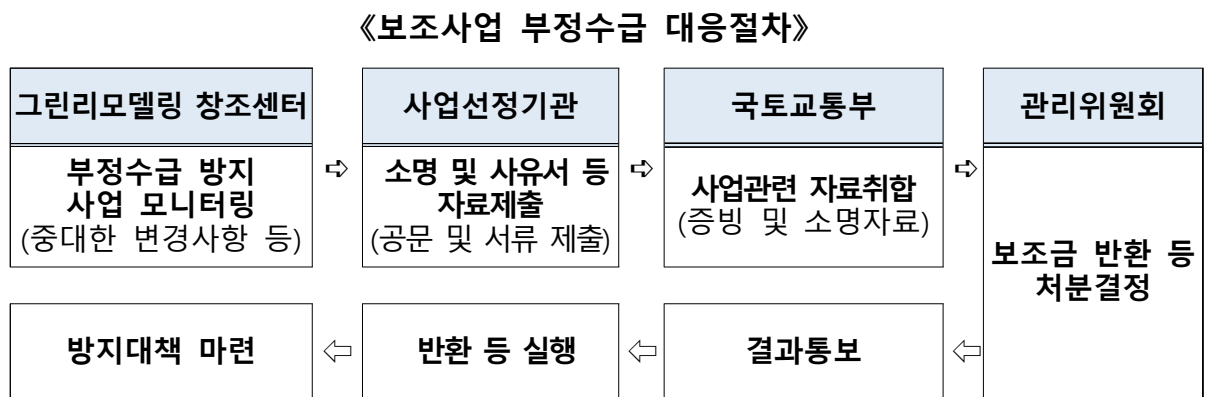 《보조사업 부정수급 대응절차》
그린리모델링 창조센터
부정수급 방지
사업 모니터링
(중대한 변경사항 등)
➪
사업선정기관
소명 및 사유서 등
자료제출
(공문 및 서류 제출)
➪
국토교통부
사업관련 자료취합
(증빙 및 소명자료)
➪
관리위원회
보조금 반환 등
처분결정
⇦
결과통보
⇦
반환 등 실행
⇦
방지대책 마련